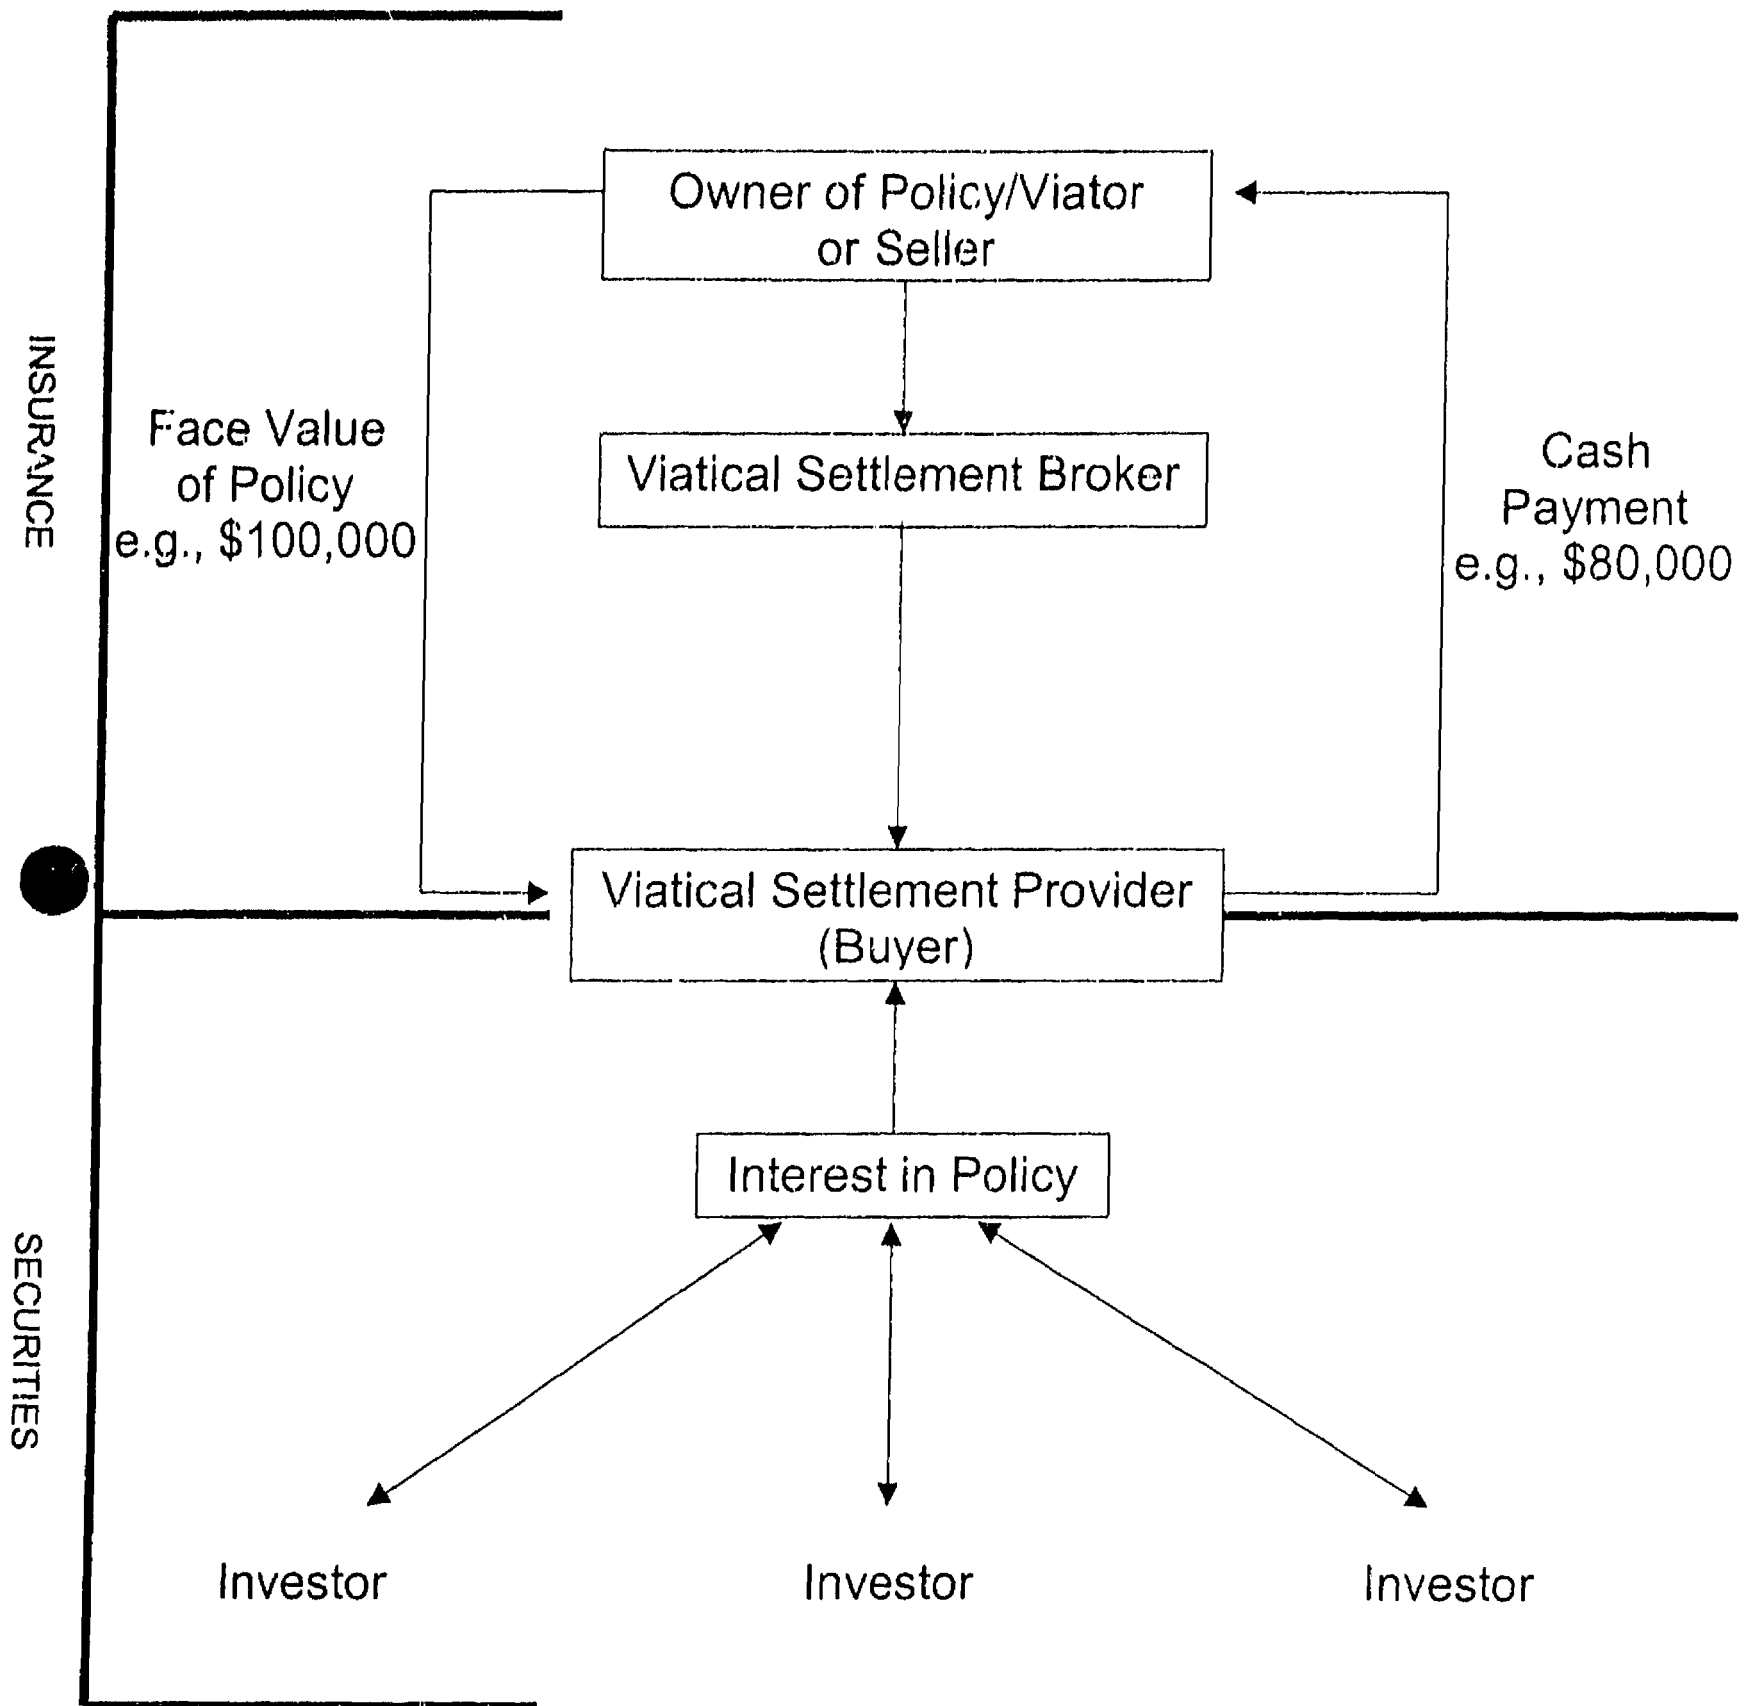 Owner of Policy/Viator
or Seller
INSURANCE
Face Value
of Policy
e.g., $100,000
Viatical Settlement Broker
Cash
Payment
e.g., $80,000
Viatical Settlement Provider
(Buyer)
Interest in Policy
SECURITIES
Investor
Investor
Investor